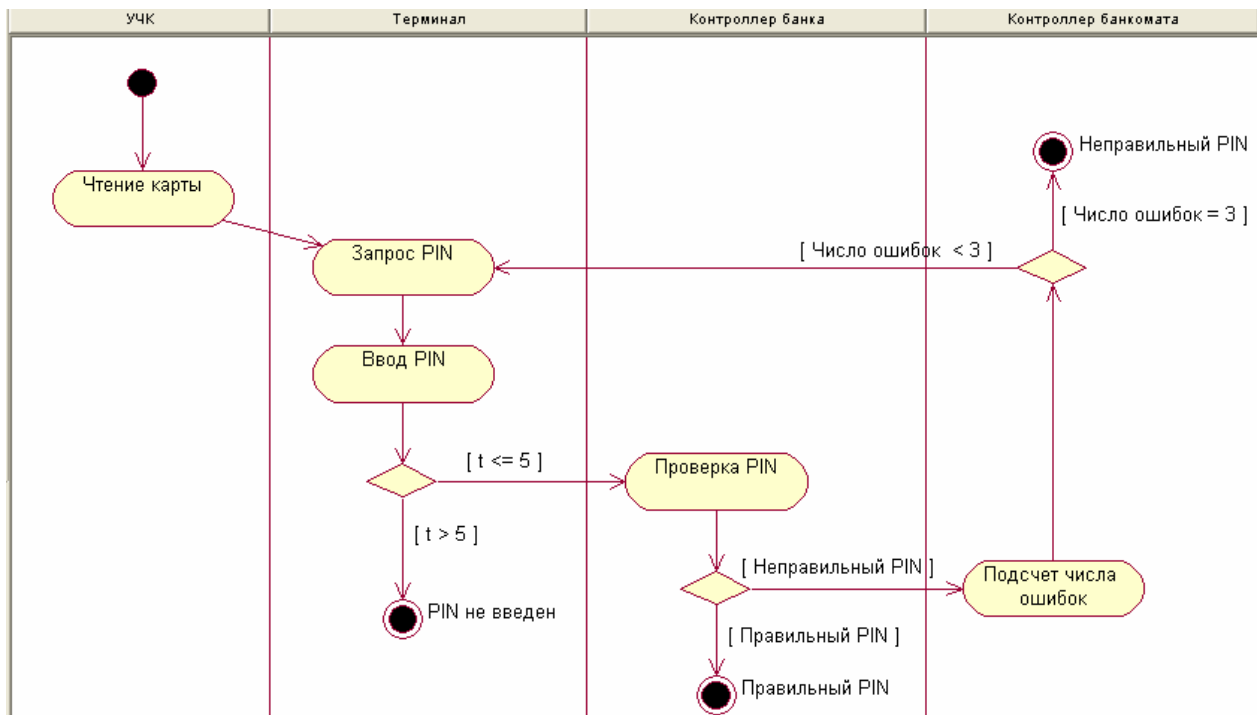 УЧК
Терминал
Контроллер банка
Контроллер банкомата
Неправильный PIN
Чтение карты
[ Число ошибок = 3 ]
Запрос PIN
[ Число ошибок < 3 ]
Ввод PIN
[ t <= 5 ]
Проверка PIN
[ t > 5 ]
[ Неправильный PIN ]
Подсчет числа
ошибок
PIN не введен
[ Правильный PIN ]
Правильный PIN